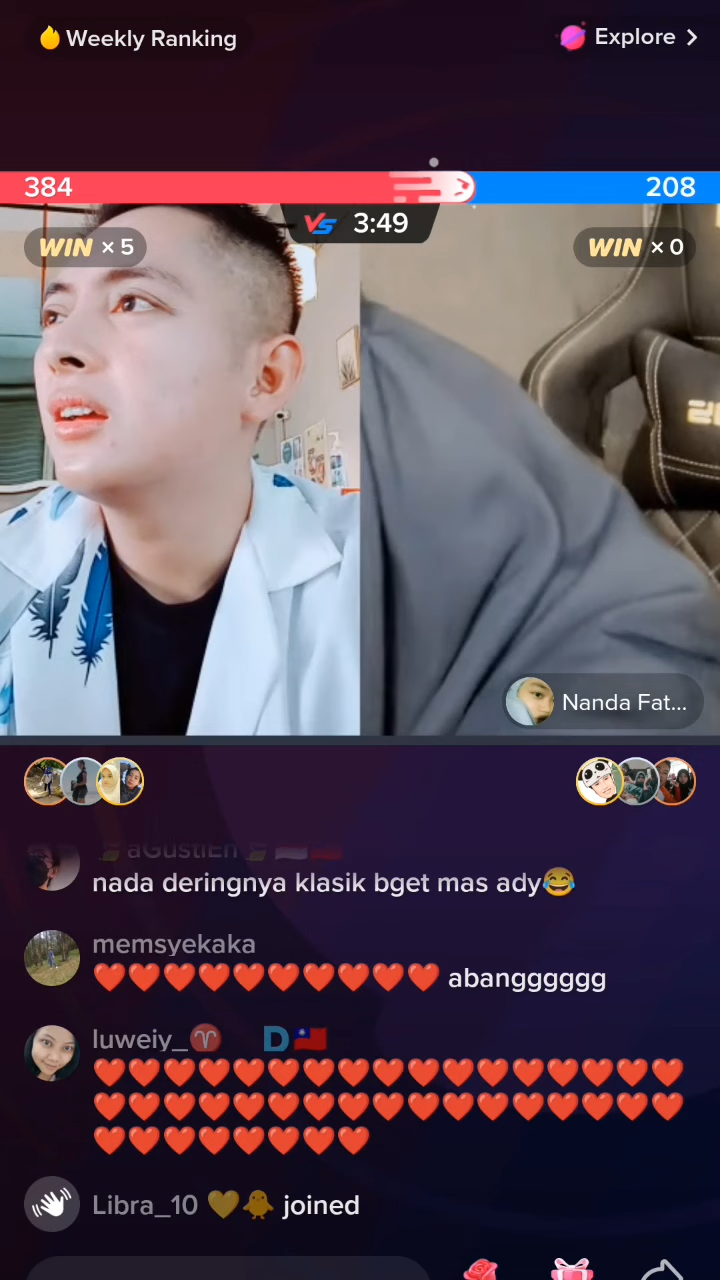 Weekly Ranking
Explore
384
208
VS 3:49
WIN × 5
WIN × 0
Nanda Fat...
aGustiEn
nada deringnya klasik bget mas ady😂
memsyekaka
❤️❤️❤️❤️❤️❤️❤️❤️❤️❤️ abangggggg
luweiy_♈ D🇹🇼
❤️❤️❤️❤️❤️❤️❤️❤️❤️❤️❤️❤️❤️❤️❤️❤️❤️
❤️❤️❤️❤️❤️❤️❤️❤️❤️❤️❤️❤️❤️❤️❤️❤️❤️
❤️❤️❤️❤️❤️❤️❤️❤️
Libra_10 💛🐥 joined